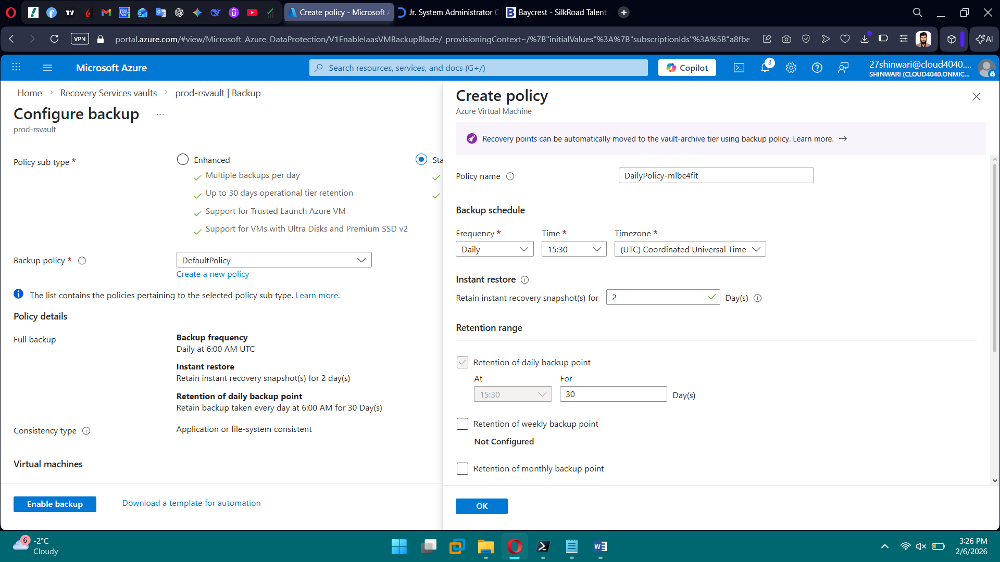 Create policy - Microsoft A
Jr. System Administrator C
Baycrest - SilkRoad Talent
VPN
portal.azure.com/#view/Microsoft_Azure_DataProtection/V1EnableIaasVMBackupBlade/_provisioningContext~/%7B"initialValues"%3A%7B"subscriptionIds"%3A%5B"a8fbe
AI
Microsoft Azure
Search resources, services, and docs (G+/)
Copilot
3
27shinwari@cloud4040....
SHINWARI (CLOUD4040.ONMIC...
Home
Recovery Services vaults
prod-rsvault | Backup
Configure backup
...
prod-rsvault
Policy sub type *
Enhanced
Multiple backups per day
Up to 30 days operational tier retention
Support for Trusted Launch Azure VM
Support for VMs with Ultra Disks and Premium SSD v2
Sta
Backup policy *
DefaultPolicy
Create a new policy
The list contains the policies pertaining to the selected policy sub type. Learn more.
Policy details
Full backup
Backup frequency
Daily at 6:00 AM UTC
Instant restore
Retain instant recovery snapshot(s) for 2 day(s)
Retention of daily backup point
Retain backup taken every day at 6:00 AM for 30 Day(s)
Consistency type
Application or file-system consistent
Virtual machines
Enable backup
Download a template for automation
Create policy
Azure Virtual Machine
Recovery points can be automatically moved to the vault-archive tier using backup policy. Learn more.
Policy name
DailyPolicy-mlbc4fit
Backup schedule
Frequency *
Time *
Timezone *
Daily
15:30
(UTC) Coordinated Universal Time
Instant restore
Retain instant recovery snapshot(s) for
2
Day(s)
Retention range
Retention of daily backup point
At
For
15:30
30
Day(s)
Retention of weekly backup point
Not Configured
Retention of monthly backup point
OK
6
-2°C
Cloudy
3:26 PM
2/6/2026